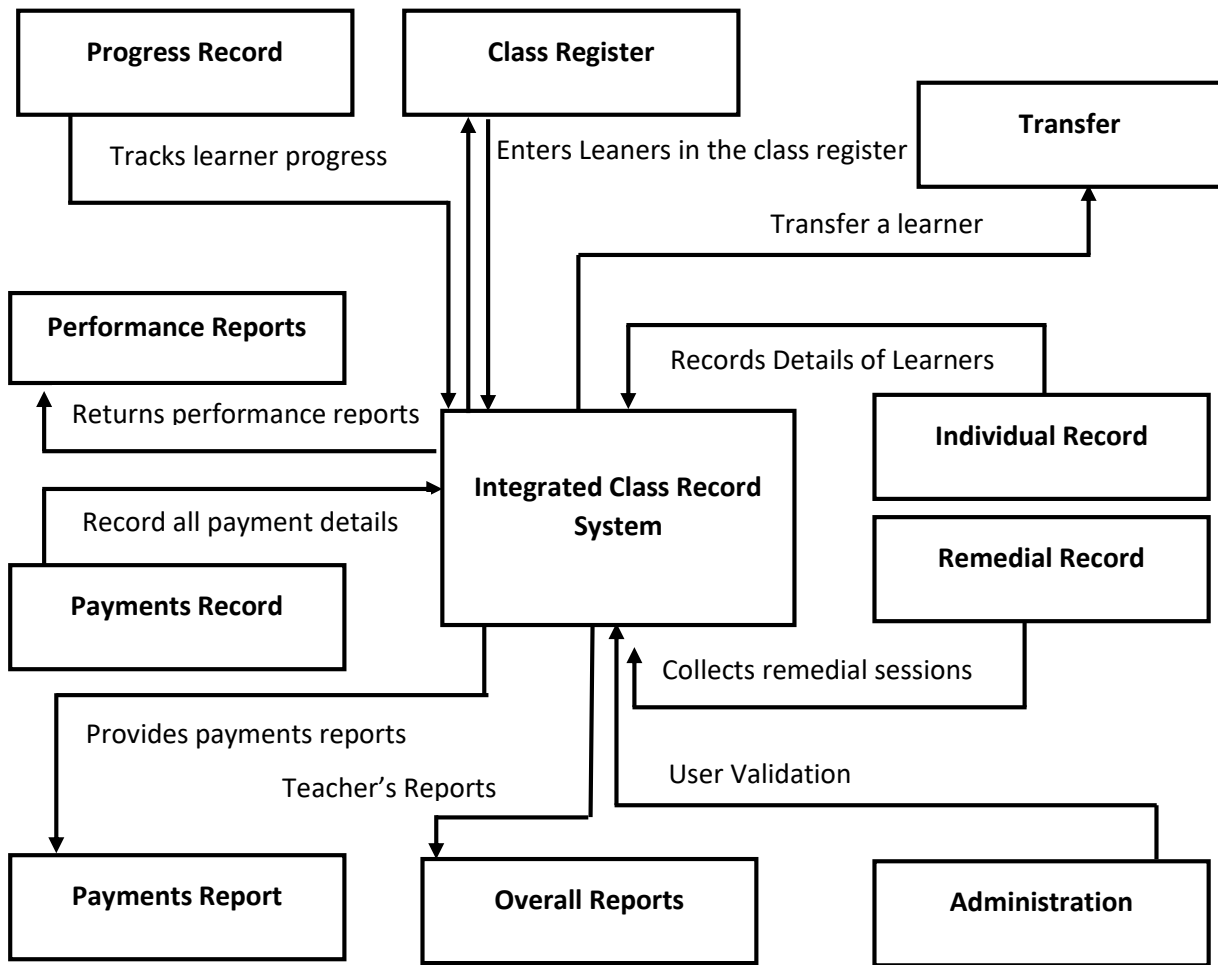 Progress Record
Class Register
Transfer
Tracks learner progress
Enters Leaners in the class register
Transfer a learner
Performance Reports
Records Details of Learners
Returns performance reports
Individual Record
Integrated Class Record
System
Record all payment details
Remedial Record
Payments Record
Collects remedial sessions
Provides payments reports
User Validation
Teacher’s Reports
Payments Report
Overall Reports
Administration